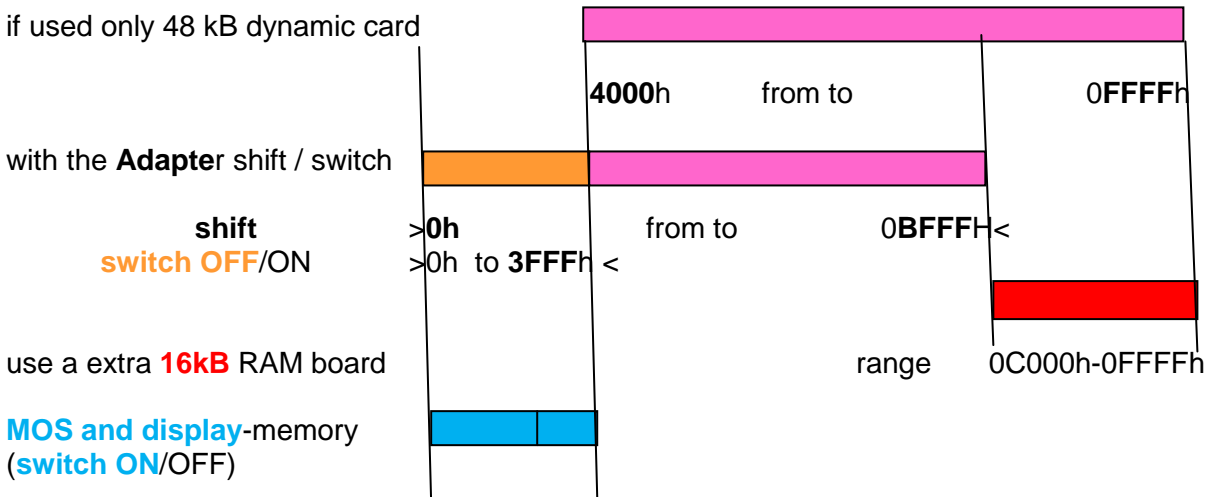 if used only 48 kB dynamic card
4000h from to 0FFFFh
with the Adapter shift / switch
shift >0h from to 0BFFFH<
switch OFF/ON >0h to 3FFFh <
use a extra 16kB RAM board range 0C000h-0FFFFh
MOS and display-memory
(switch ON/OFF)